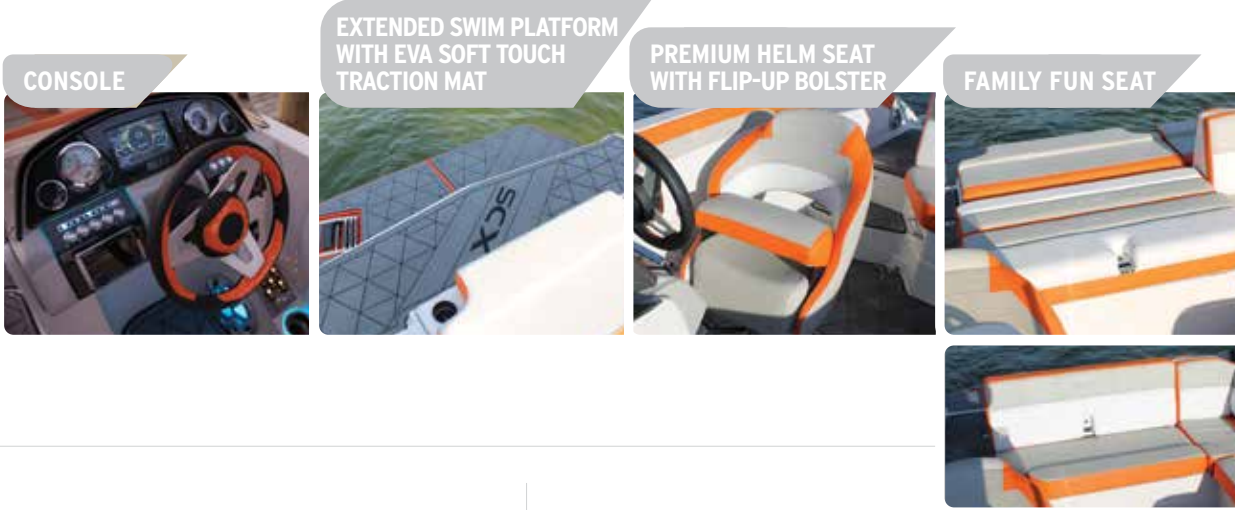 CONSOLE
EXTENDED SWIM PLATFORM
WITH EVA SOFT TOUCH
TRACTION MAT
PREMIUM HELM SEAT
WITH FLIP-UP BOLSTER
FAMILY FUN SEAT
SCX